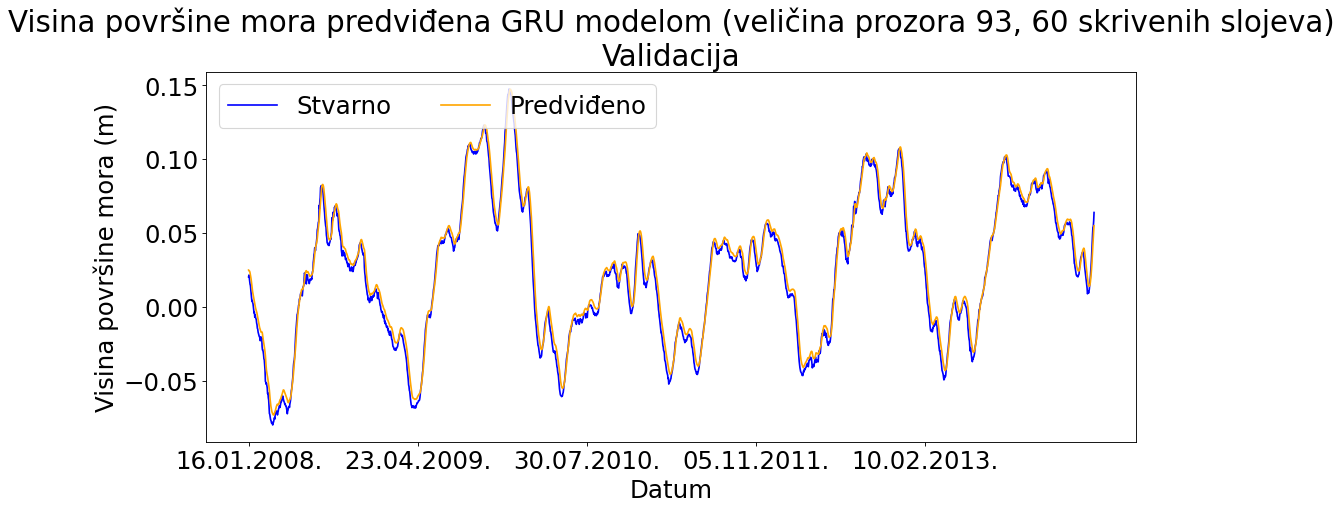 Visina površine mora predviđena GRU modelom (veličina prozora 93, 60 skrivenih slojeva)
Validacija
Stvarno
Predviđeno
Visina površine mora (m)
0.15
0.10
0.05
0.00
−0.05
16.01.2008.
23.04.2009.
30.07.2010.
05.11.2011.
10.02.2013.
Datum